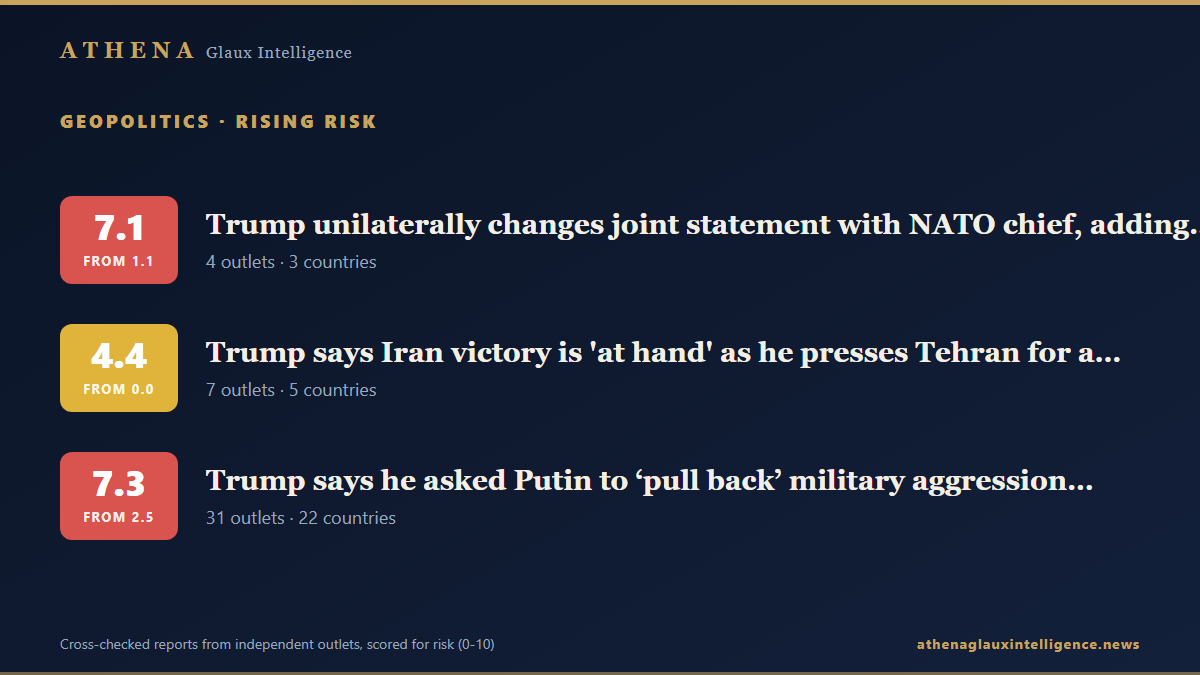 ATHENA Glaux Intelligence
GEOPOLITICS · RISING RISK
7.1
FROM 1.1
Trump unilaterally changes joint statement with NATO chief, adding...
4 outlets · 3 countries
4.4
FROM 0.0
Trump says Iran victory is 'at hand' as he presses Tehran for a...
7 outlets · 5 countries
7.3
FROM 2.5
Trump says he asked Putin to ‘pull back’ military aggression...
31 outlets · 22 countries
Cross-checked reports from independent outlets, scored for risk (0-10)
athenaglauxintelligence.news